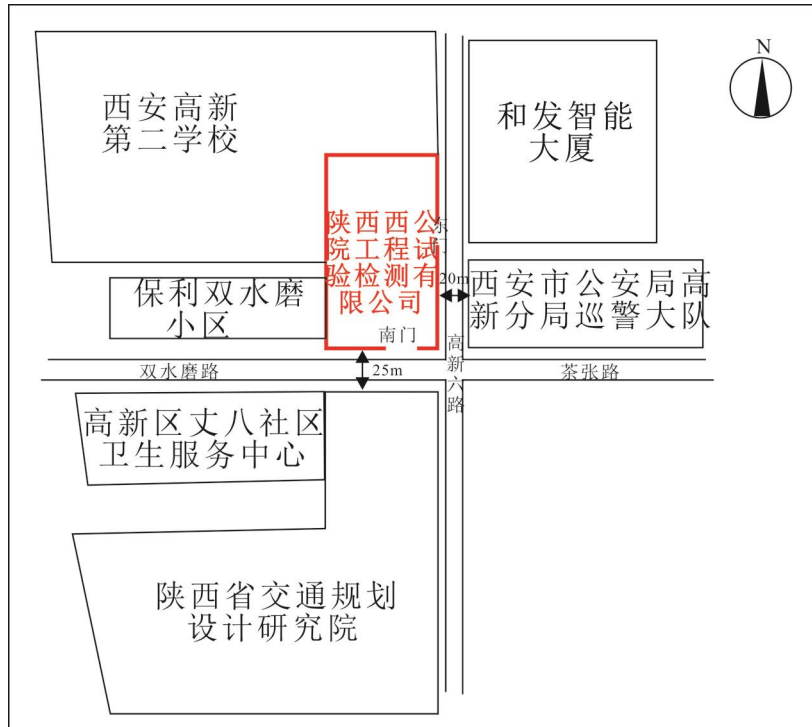 N
西安高新
第二学校
和发智能
大厦
陕西西公
院工程试
验检测有
限公司
东门
20m
西安市公安局高
新分局巡警大队
保利双水磨
小区
南门
双水磨路
25m
高新六路
茶张路
高新区丈八社区
卫生服务中心
陕西省交通规划
设计研究院